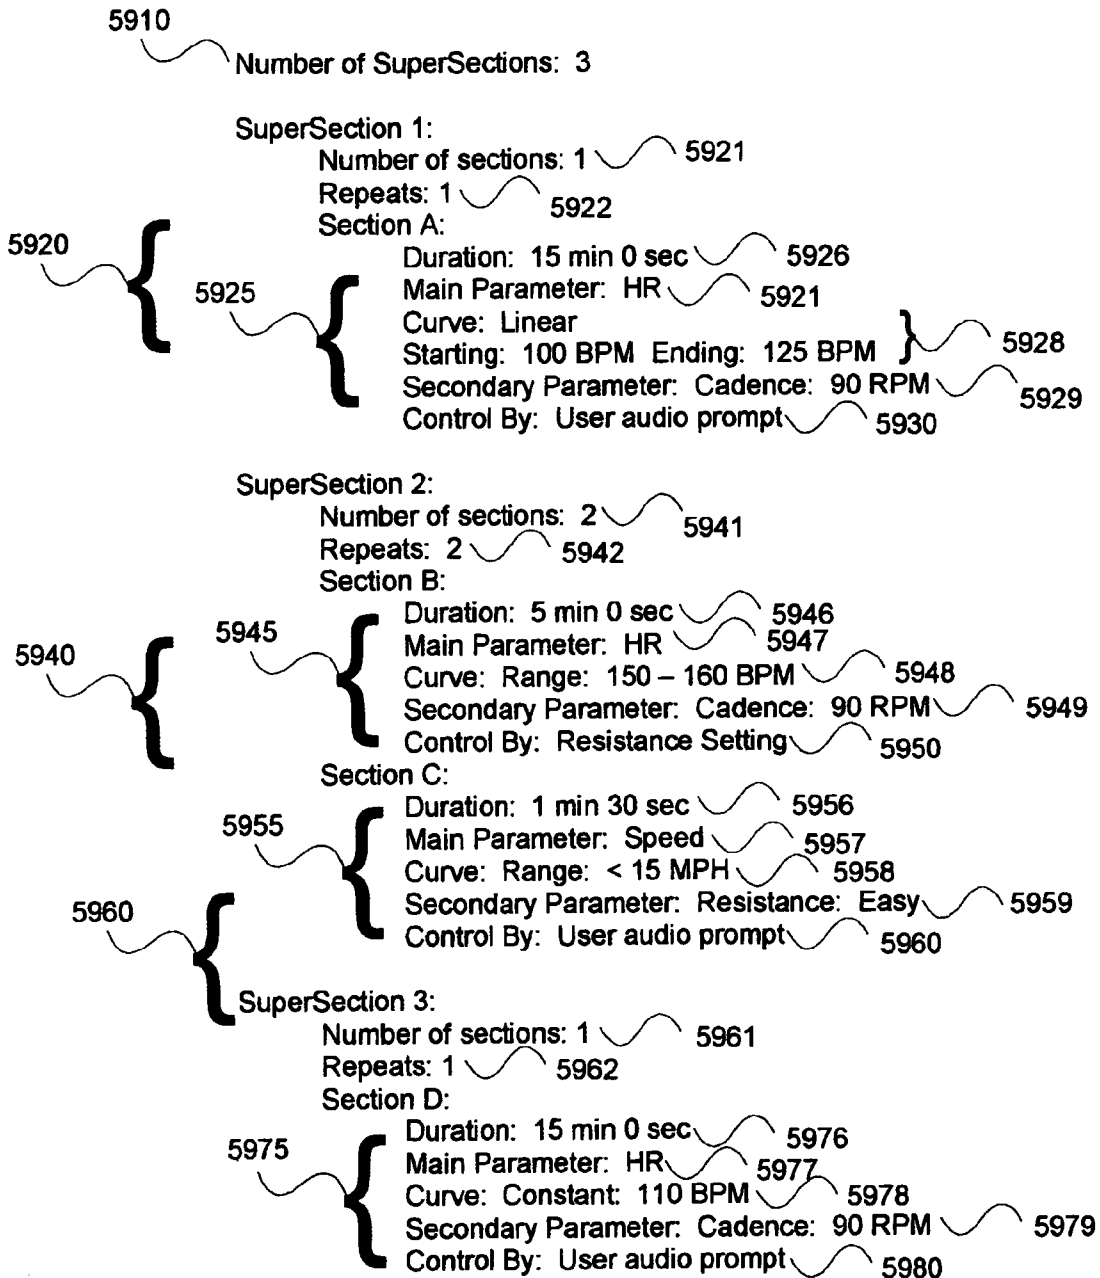 5910
Number of SuperSections: 3
SuperSection 1:
Number of sections: 1 5921
Repeats: 1 5922
Section A:
5920
Duration: 15 min 0 sec 5926
5925 Main Parameter: HR 5921
Curve: Linear
Starting: 100 BPM Ending: 125 BPM } 5928
Secondary Parameter: Cadence: 90 RPM 5929
Control By: User audio prompt 5930
SuperSection 2:
Number of sections: 2 5941
Repeats: 2 5942
Section B:
Duration: 5 min 0 sec 5946
5945 Main Parameter: HR 5947
5940 Curve: Range: 150 – 160 BPM 5948
Secondary Parameter: Cadence: 90 RPM 5949
Control By: Resistance Setting 5950
Section C:
Duration: 1 min 30 sec 5956
5955 Main Parameter: Speed 5957
Curve: Range: < 15 MPH 5958
5960 Secondary Parameter: Resistance: Easy 5959
Control By: User audio prompt 5960
SuperSection 3:
Number of sections: 1 5961
Repeats: 1 5962
Section D:
Duration: 15 min 0 sec 5976
5975 Main Parameter: HR 5977
Curve: Constant: 110 BPM 5978
Secondary Parameter: Cadence: 90 RPM 5979
Control By: User audio prompt 5980